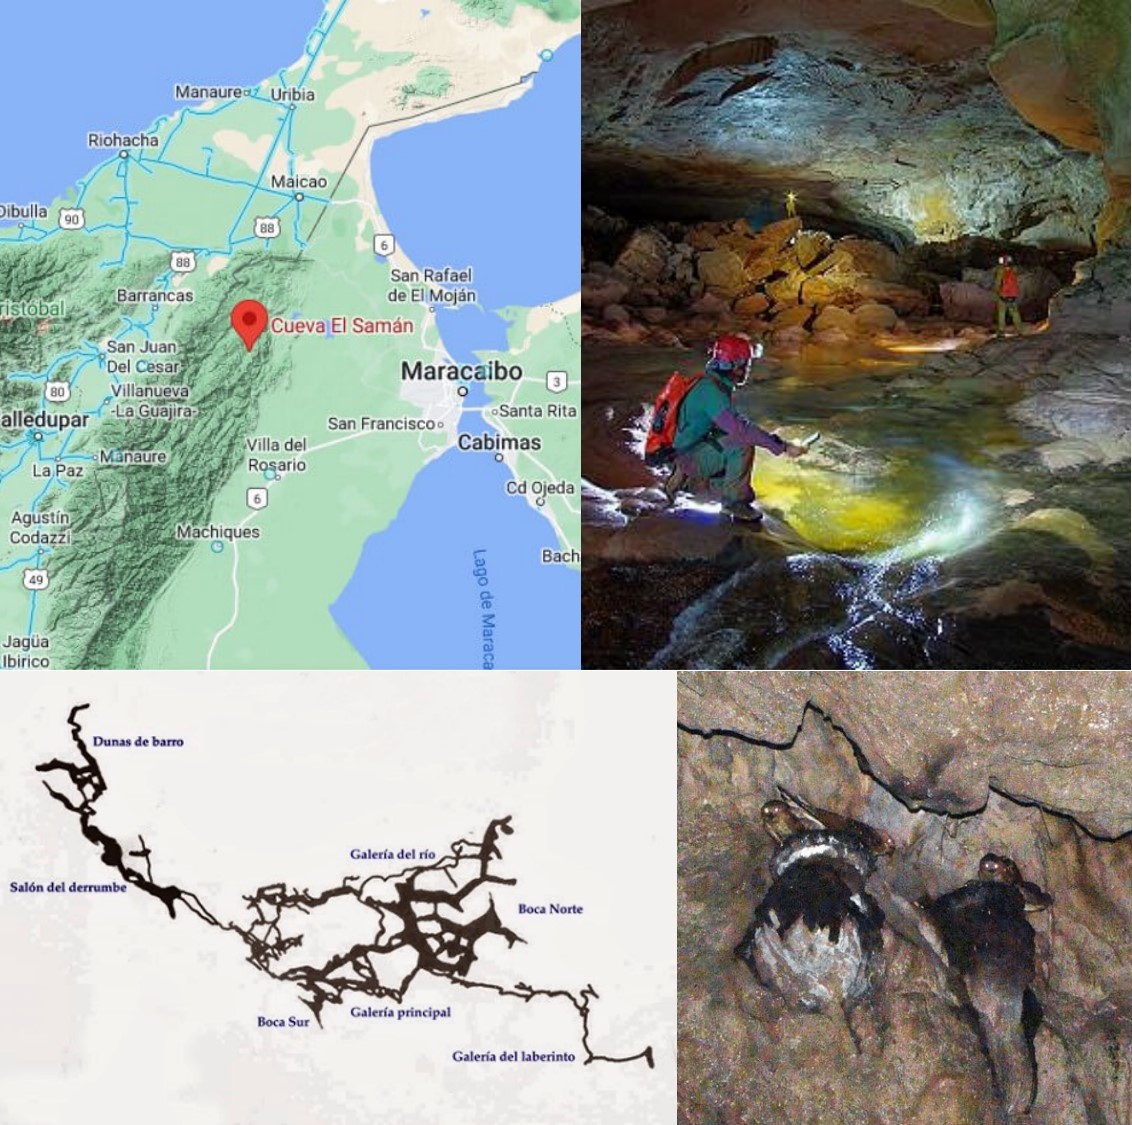 Manaure
Uribia
Riohacha
Maicao
Dibulla
90
88
6
88
San Rafael
de El Moján
Barrancas
ristóbal
Cueva El Samán
San Juan
Del Cesar
Maracaibo
80
Villanueva
-La Guajira-
3
alledupar
San Francisco
Santa Rita
Manaure
Villa del
Rosario
Cabimas
La Paz
6
Cd Ojeda
Agustín
Codazzi
Machiques
Bach
49
Lago de Maraca
Jagüa
Ibirico
Dunas de barro
Galería del río
Salón del derrumbe
Boca Norte
Boca Sur
Galería principal
Galería del laberinto